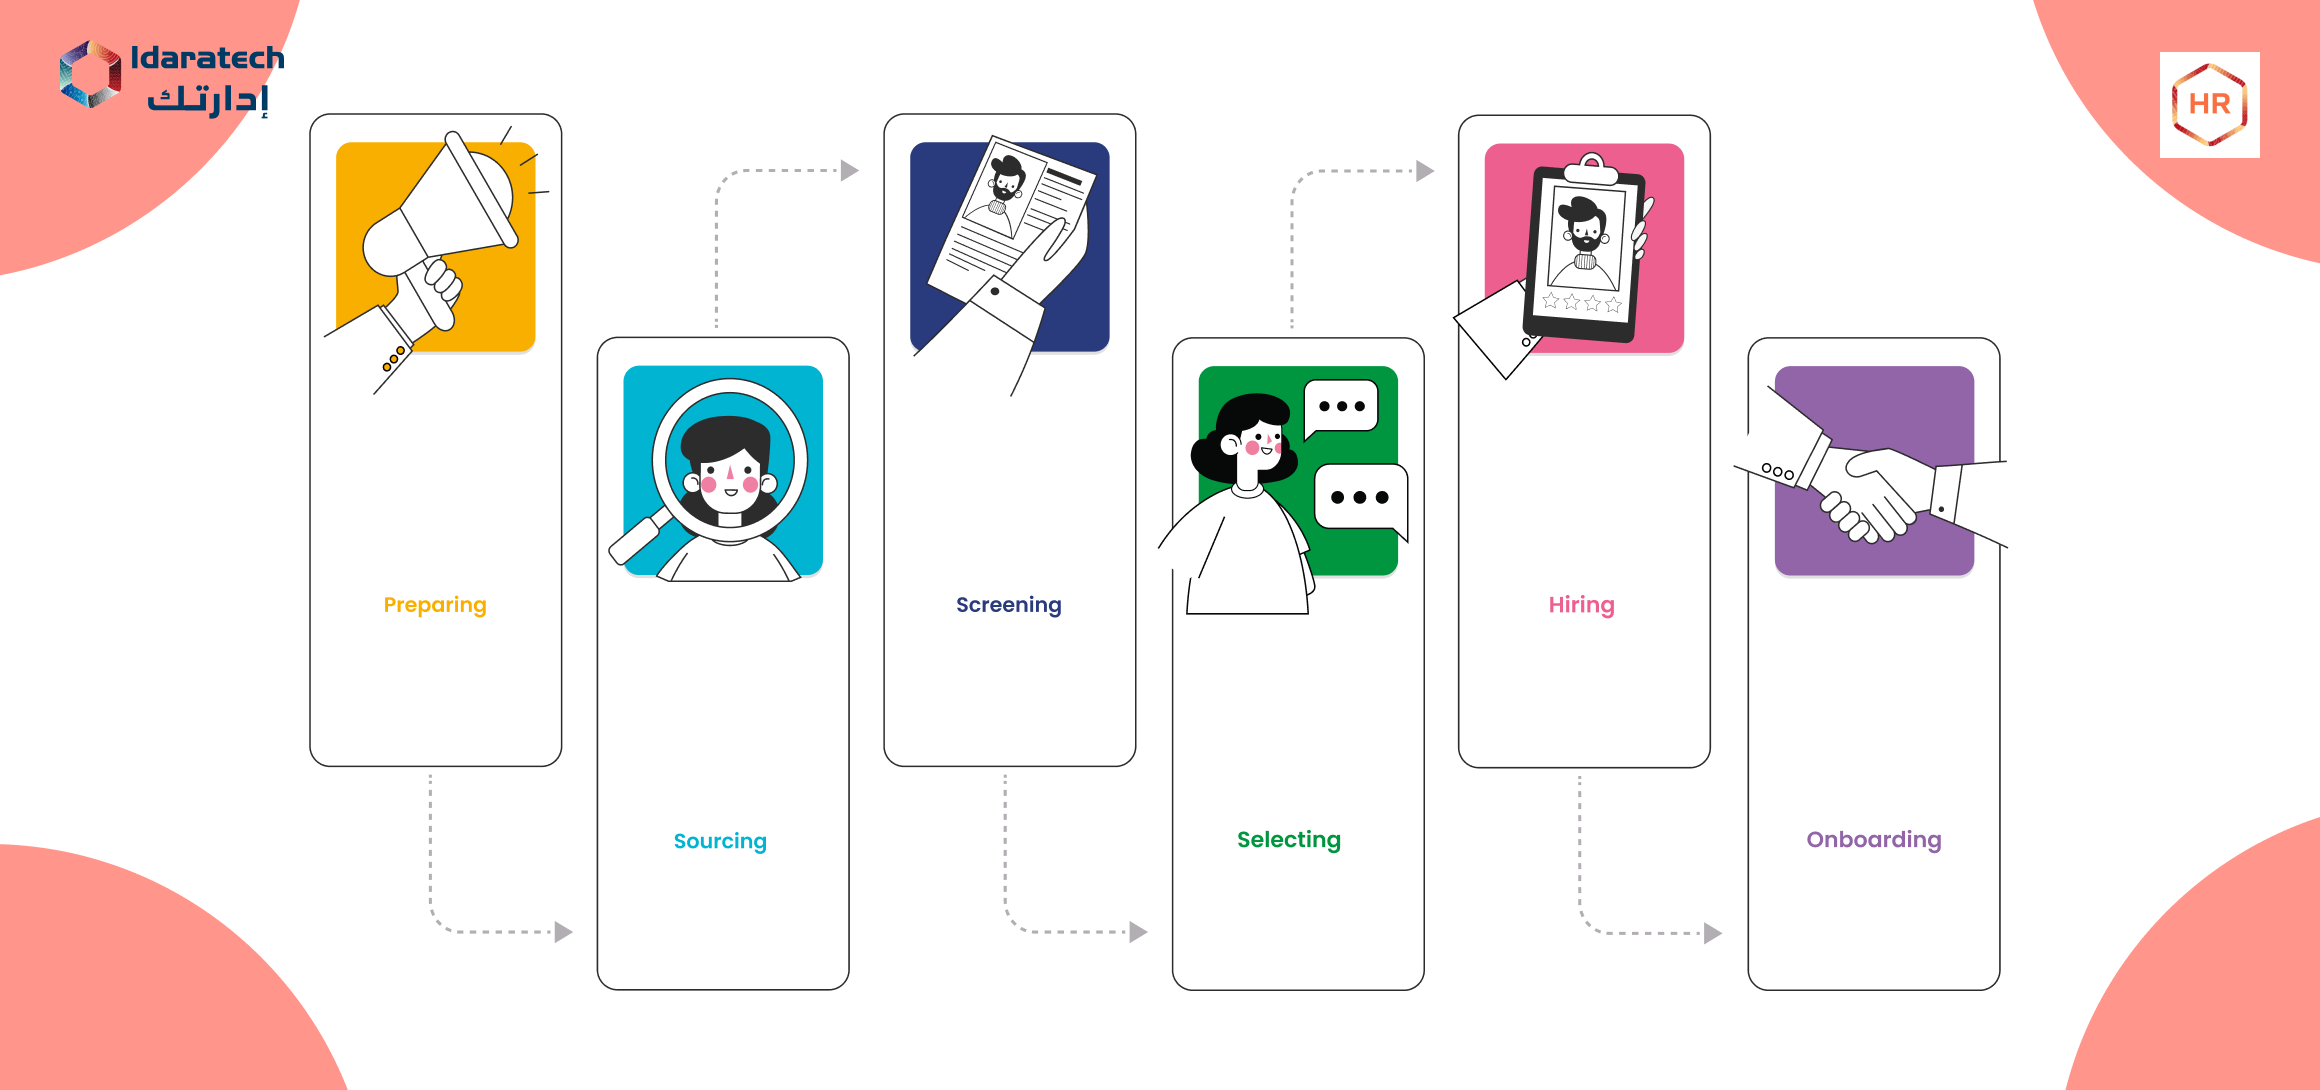 Idaratech
إدارتك
HR
Preparing
Sourcing
Screening
Selecting
Hiring
Onboarding